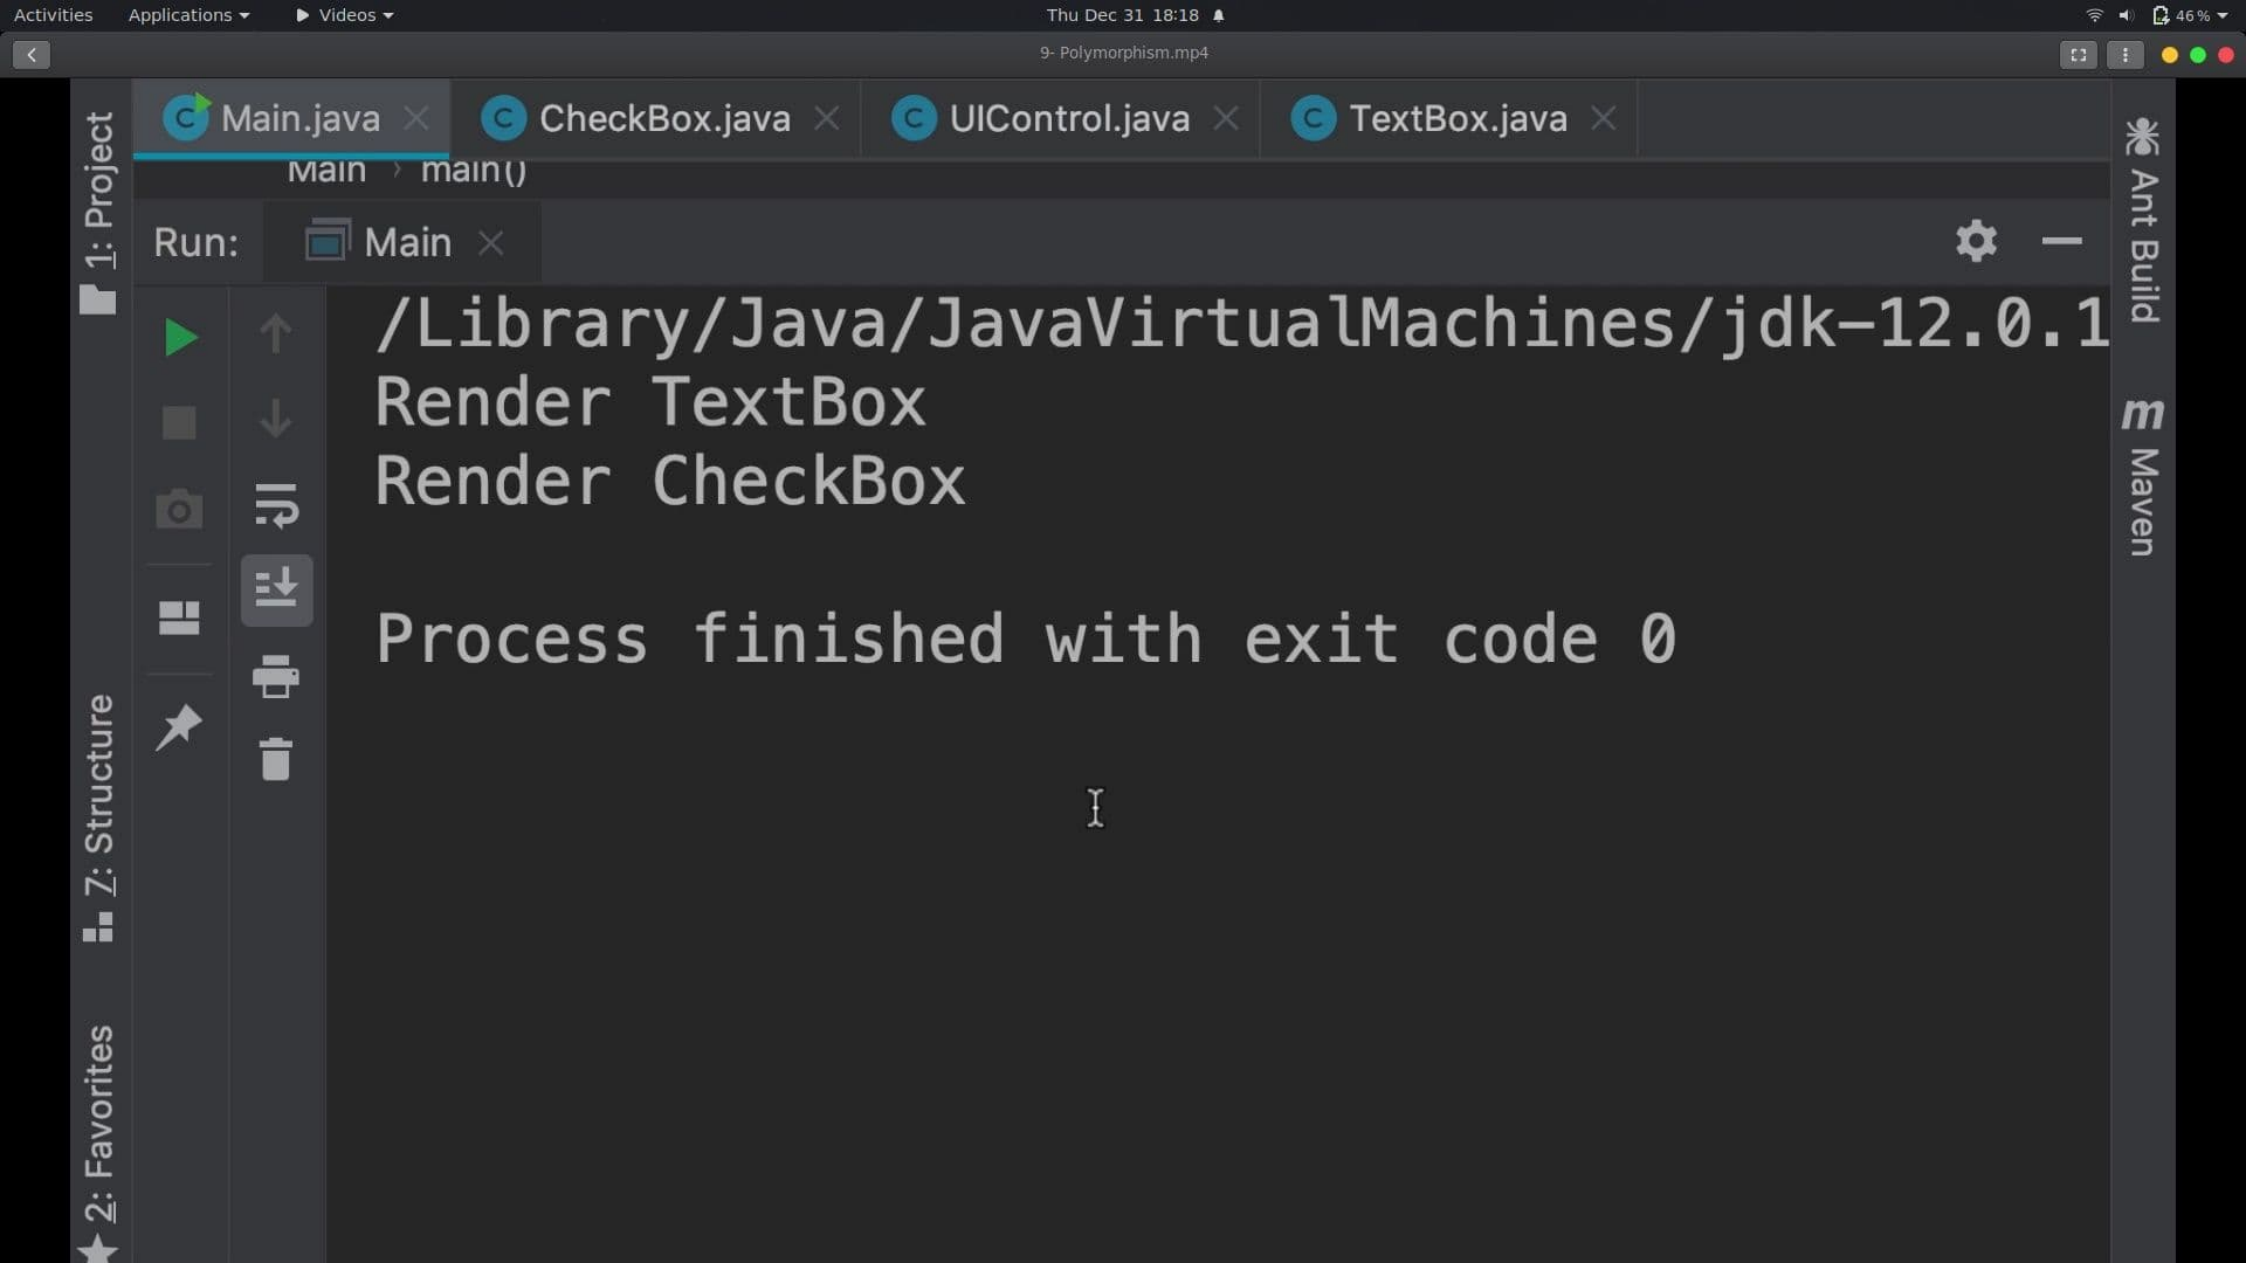 Activities Applications Videos Thu Dec 31 18:18 46 %
9- Polymorphism.mp4
Main.java CheckBox.java UIControl.java TextBox.java
Main main()
Run: Main
/Library/Java/JavaVirtualMachines/jdk-12.0.1
Render TextBox
Render CheckBox
Process finished with exit code 0
1: Project
7: Structure
2: Favorites
Ant Build
m Maven